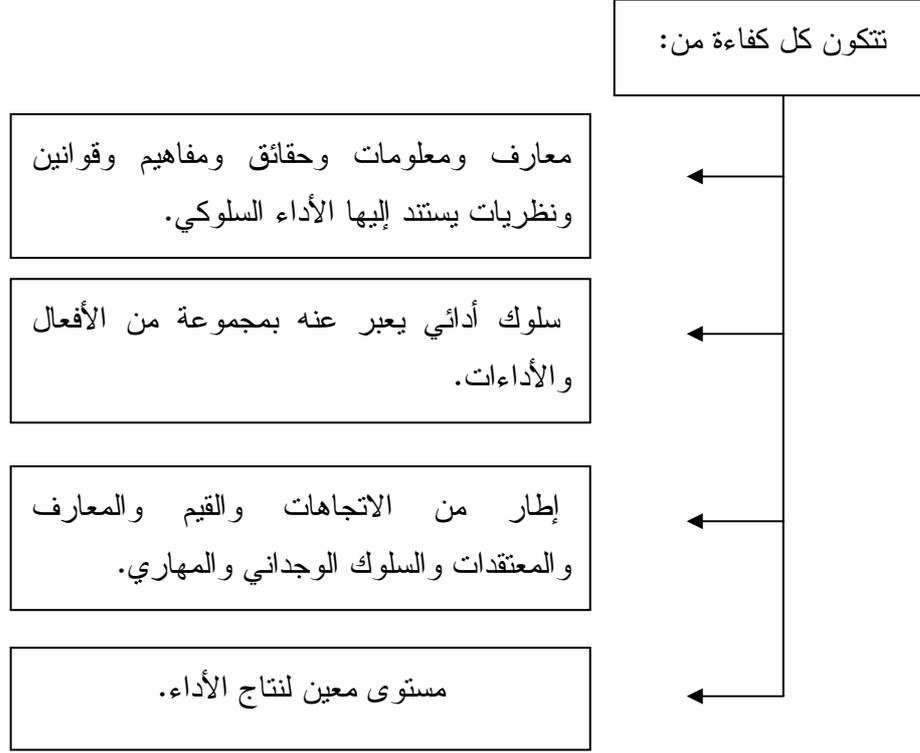 تتكون كل كفاءة من:
معارف ومعلومات وحقائق ومفاهيم وقوانين
ونظريات يستند إليها الأداء السلوكي.
سلوك أدائي يعبر عنه بمجموعة من الأفعال
والأداءات.
إطار من الاتجاهات والقيم والمعارف
والمعتقدات والسلوك الوجداني والمهاري.
مستوى معين لنتاج الأداء.